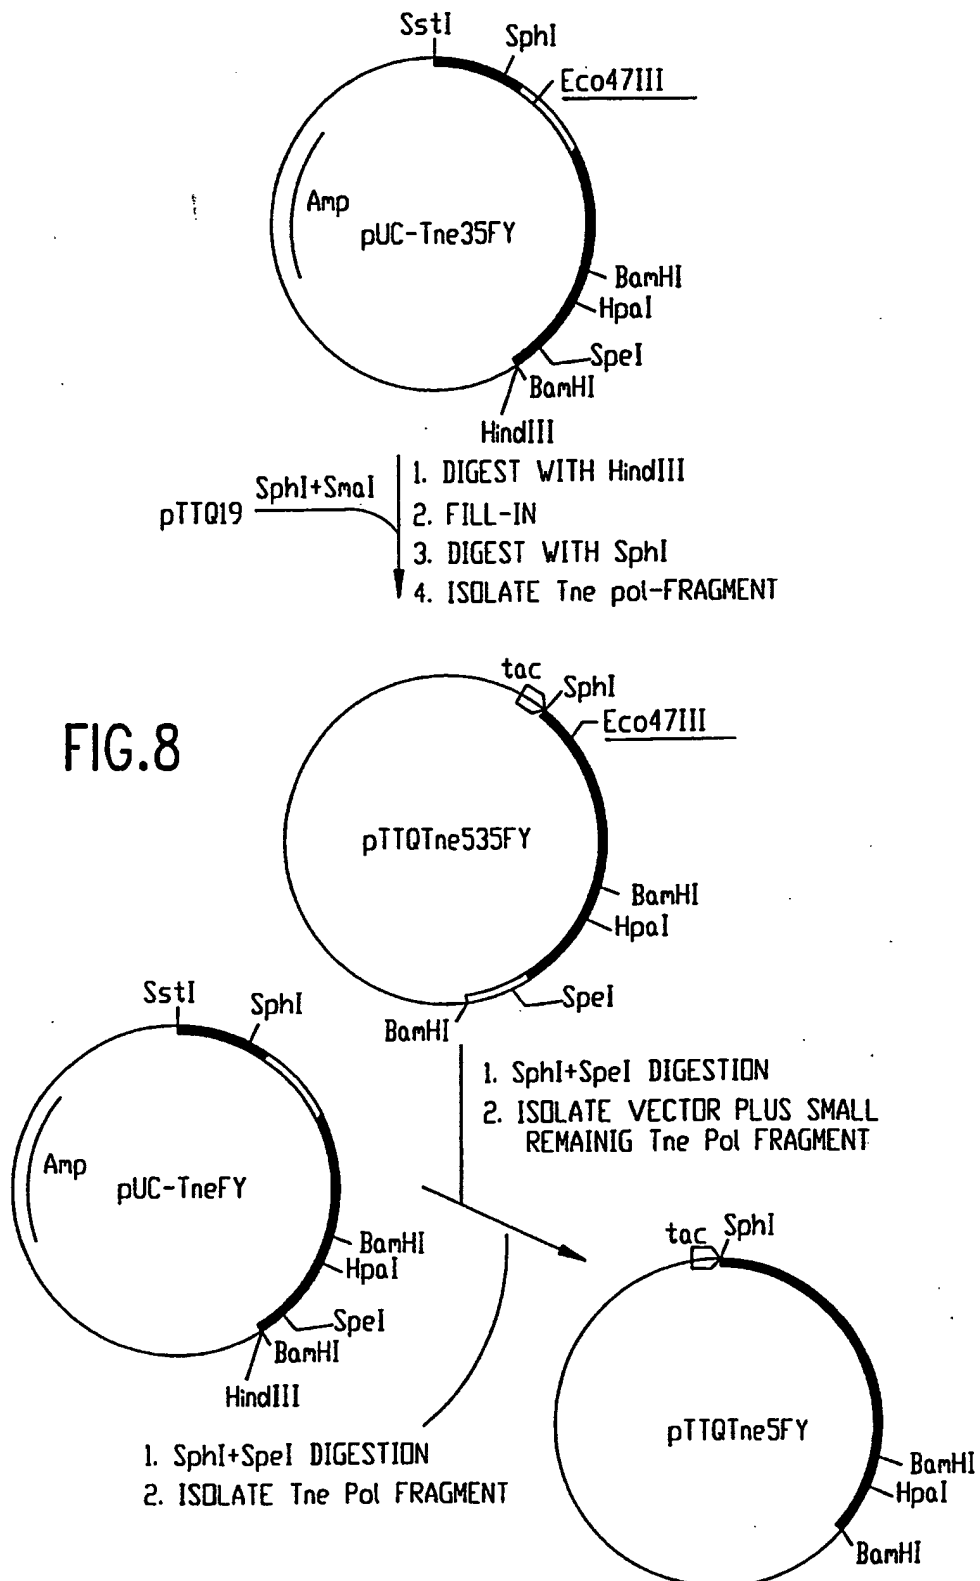 SstI
SphI
Eco47III
Amp
pUC-Tne35FY
BamHI
HpaI
SpeI
BamHI
HindIII
pTTQ19
SphI+SmaI
1. DIGEST WITH HindIII
2. FILL-IN
3. DIGEST WITH SphI
4. ISOLATE Tne pol-FRAGMENT
FIG.8
tac
SphI
Eco47III
pTTQTne535FY
BamHI
HpaI
SpeI
BamHI
1. SphI+SpeI DIGESTION
2. ISOLATE VECTOR PLUS SMALL
REMAINIG Tne Pol FRAGMENT
SstI
SphI
Amp
pUC-TneFY
BamHI
HpaI
SpeI
BamHI
HindIII
1. SphI+SpeI DIGESTION
2. ISOLATE Tne Pol FRAGMENT
tac
SphI
pTTQTne5FY
BamHI
HpaI
BamHI